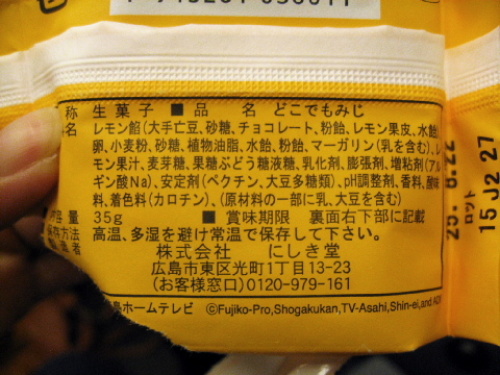 称 生菓子 ■ 品 名 どこでもみじ
名 レモン餡(大手亡豆、砂糖、チョコレート、粉飴、レモン果皮、水飴)
卵、小麦粉、砂糖、植物油脂、水飴、粉飴、マーガリン(乳を含む)、レ
モン果汁、麦芽糖、果糖ぶどう糖液糖、乳化剤、膨張剤、増粘剤(アル
ギン酸Na)、安定剤(ペクチン、大豆多糖類)、pH調整剤、香料、酸味
料、着色料(カロチン)、(原材料の一部に乳、大豆を含む)
容量 35g ■ 賞味期限 裏面右下部に記載
保存方法 高温、多湿を避け常温で保存して下さい。
株式会社 にしき堂
広島市東区光町1丁目13-23
(お客様窓口)0120-979-161
島ホームテレビ ©Fujiko-Pro,Shogakukan,TV-Asahi,Shin-ei,and
ロット
15J2 27